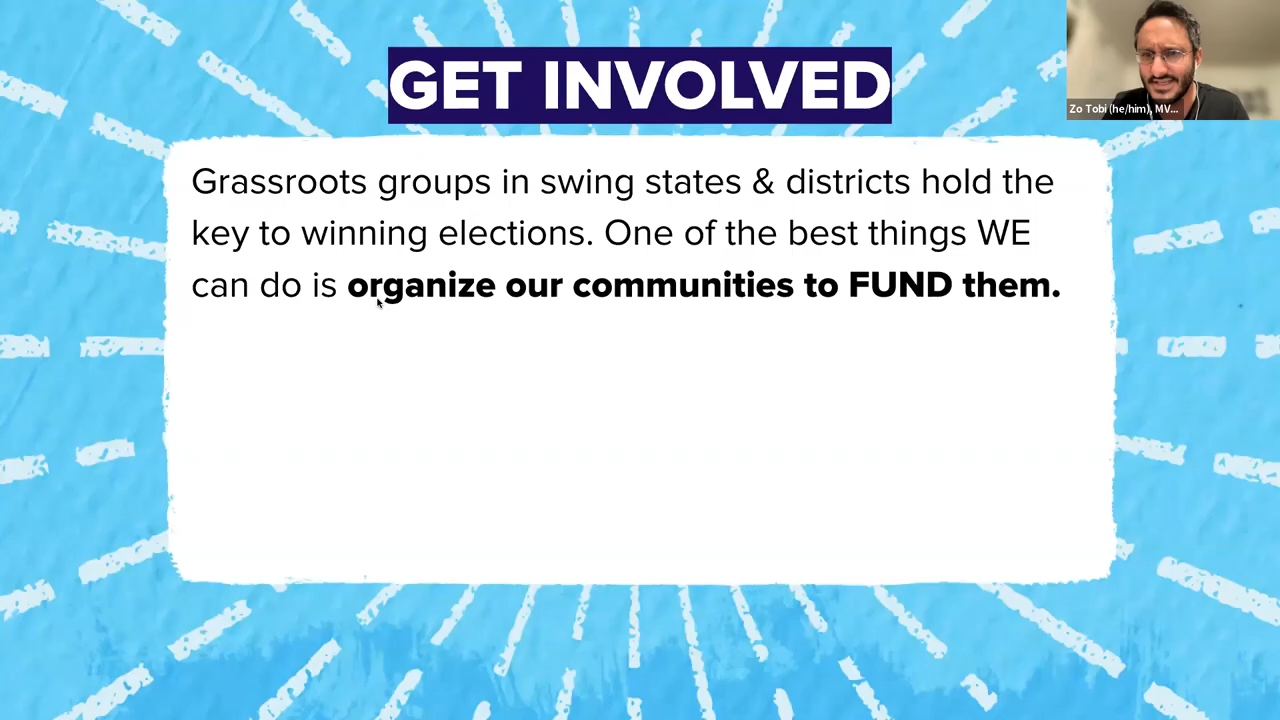 GET INVOLVED
Zo Tobi (he/him), MV...
Grassroots groups in swing states & districts hold the
key to winning elections. One of the best things WE
can do is organize our communities to FUND them.